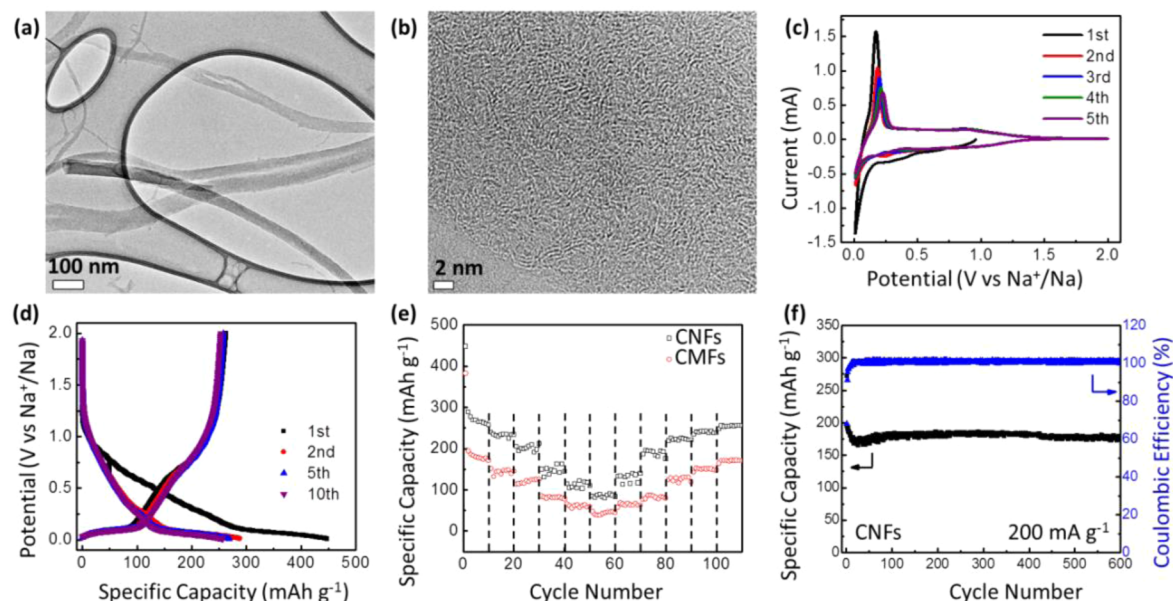 (a)
100 nm
(b)
2 nm
(c)
1.5
1.0
0.5
0.0
-0.5
-1.0
-1.5
Current (mA)
1st
2nd
3rd
4th
5th
0.0 0.5 1.0 1.5 2.0
Potential (V vs Na⁺/Na)
(d)
2.0
1.5
1.0
0.5
0.0
Potential (V vs Na⁺/Na)
1st
2nd
5th
10th
0 100 200 300 400 500
Specific Capacity (mAh g⁻¹)
(e)
500
400
300
200
100
0
Specific Capacity (mAh g⁻¹)
CNFs
CMFs
0 20 40 60 80 100
Cycle Number
(f)
350
300
250
200
150
100
50
0
Specific Capacity (mAh g⁻¹)
120
100
80
60
40
20
0
Coulombic Efficiency (%)
CNFs
200 mA g⁻¹
0 100 200 300 400 500 600
Cycle Number